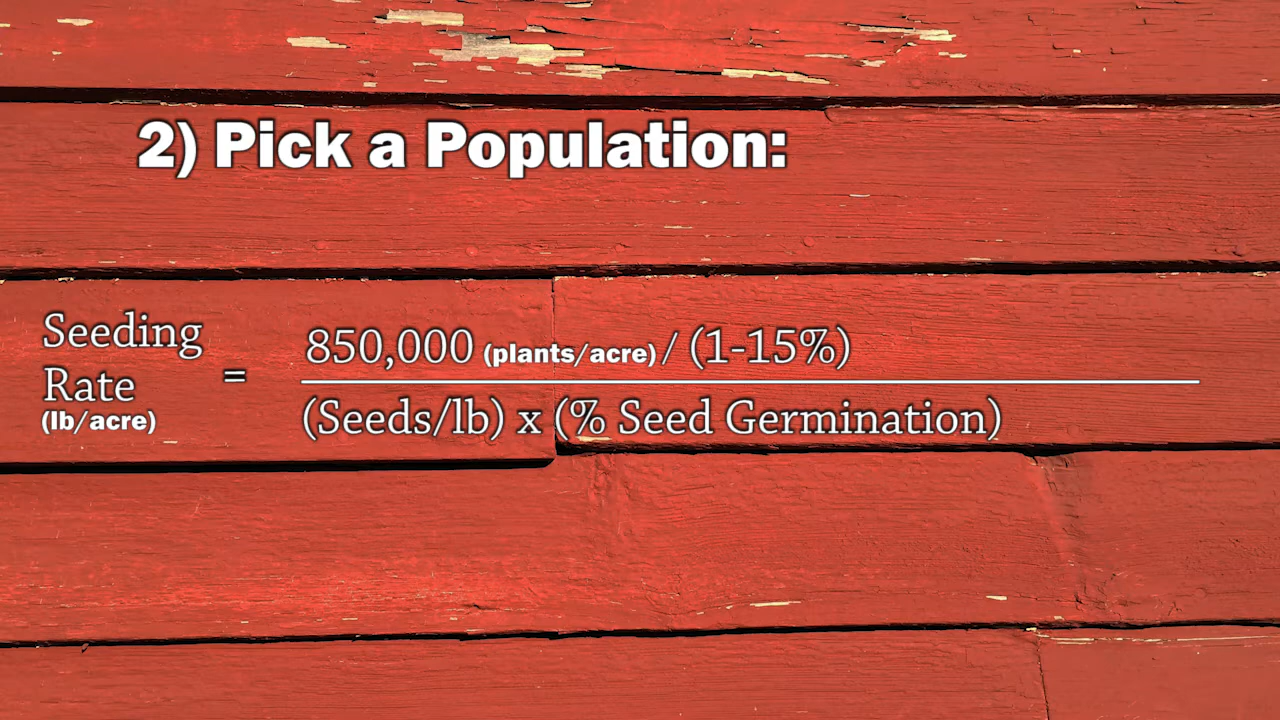 2) Pick a Population:
Seeding
Rate
(lb/acre)
=
850,000 (plants/acre) / (1-15%)
(Seeds/lb) x (% Seed Germination)